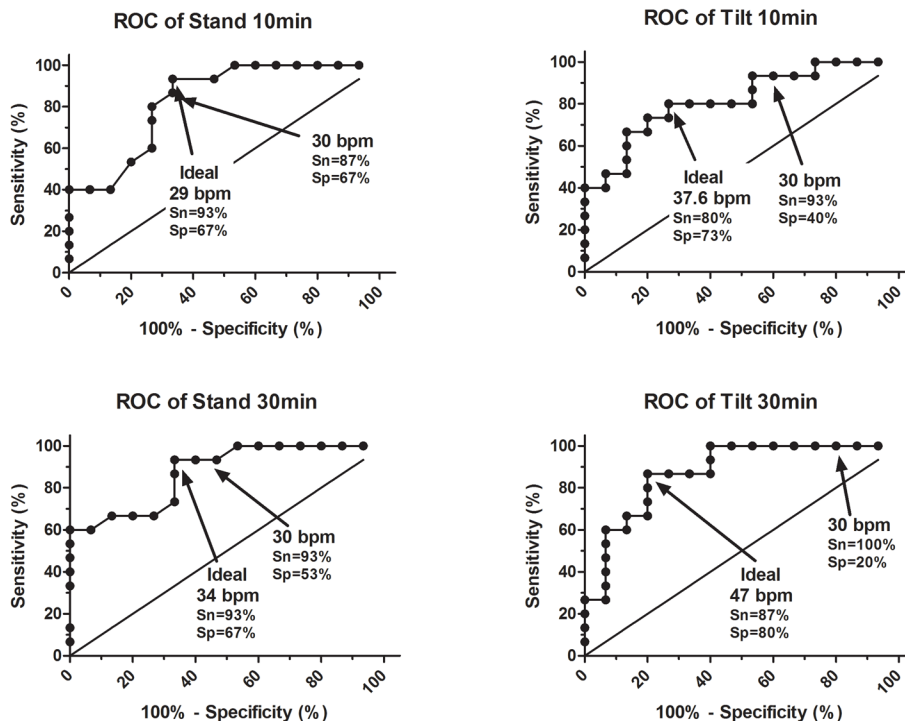 ROC of Stand 10min
Sensitivity (%)
100
80
60
40
20
0
30 bpm
Sn=87%
Sp=67%
Ideal
29 bpm
Sn=93%
Sp=67%
0 20 40 60 80 100
100% - Specificity (%)
ROC of Tilt 10min
Sensitivity (%)
100
80
60
40
20
0
Ideal
37.6 bpm
Sn=80%
Sp=73%
30 bpm
Sn=93%
Sp=40%
0 20 40 60 80 100
100% - Specificity (%)
ROC of Stand 30min
Sensitivity (%)
100
80
60
40
20
0
30 bpm
Sn=93%
Sp=53%
Ideal
34 bpm
Sn=93%
Sp=67%
0 20 40 60 80 100
100% - Specificity (%)
ROC of Tilt 30min
Sensitivity (%)
100
80
60
40
20
0
30 bpm
Sn=100%
Sp=20%
Ideal
47 bpm
Sn=87%
Sp=80%
0 20 40 60 80 100
100% - Specificity (%)